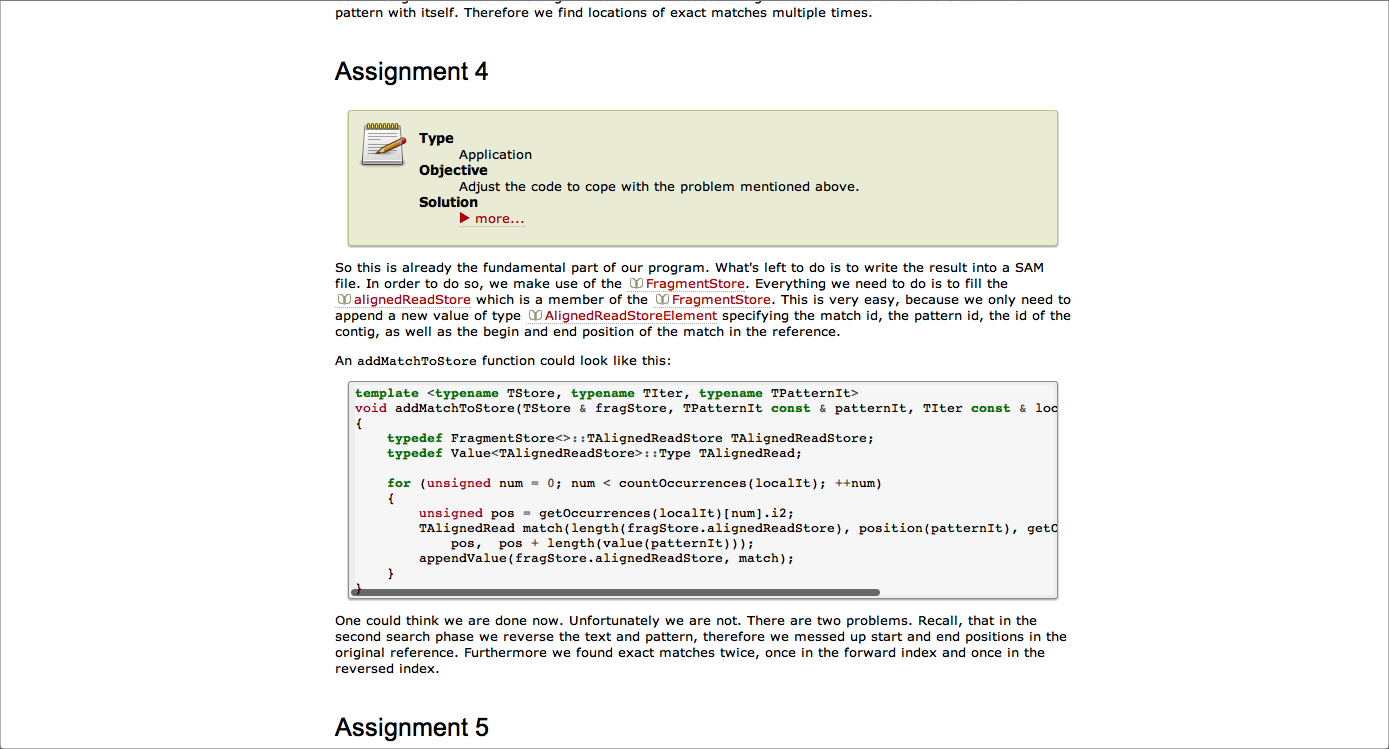 pattern with itself. Therefore we find locations of exact matches multiple times.
Assignment 4
Type
Application
Objective
Adjust the code to cope with the problem mentioned above.
Solution
more...
So this is already the fundamental part of our program. What's left to do is to write the result into a SAM
file. In order to do so, we make use of the FragmentStore. Everything we need to do is to fill the
alignedReadStore which is a member of the FragmentStore. This is very easy, because we only need to
append a new value of type AlignedReadStoreElement specifying the match id, the pattern id, the id of the
contig, as well as the begin and end position of the match in the reference.
An addMatchToStore function could look like this:
template <typename TStore, typename TIter, typename TPatternIt>
void addMatchToStore(TStore & fragStore, TPatternIt const & patternIt, TIter const & loc
{
    typedef FragmentStore<>::TAlignedReadStore TAlignedReadStore;
    typedef Value<TAlignedReadStore>::Type TAlignedRead;
    for (unsigned num = 0; num < countOccurrences(localIt); ++num)
    {
        unsigned pos = getOccurrences(localIt)[num].i2;
        TAlignedRead match(length(fragStore.alignedReadStore), position(patternIt), getO
            pos,  pos + length(value(patternIt)));
        appendValue(fragStore.alignedReadStore, match);
    }
}
One could think we are done now. Unfortunately we are not. There are two problems. Recall, that in the
second search phase we reverse the text and pattern, therefore we messed up start and end positions in the
original reference. Furthermore we found exact matches twice, once in the forward index and once in the
reversed index.
Assignment 5